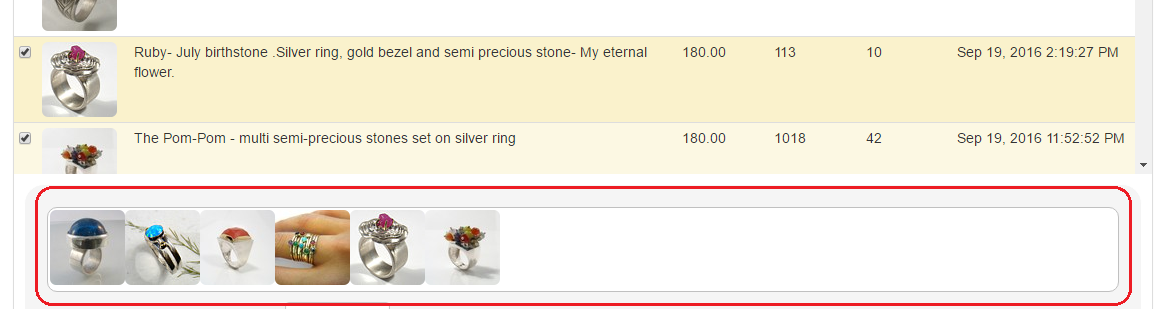 Ruby- July birthstone .Silver ring, gold bezel and semi precious stone- My eternal 180.00 113 10 Sep 19, 2016 2:19:27 PM
flower.
The Pom-Pom - multi semi-precious stones set on silver ring 180.00 1018 42 Sep 19, 2016 11:52:52 PM